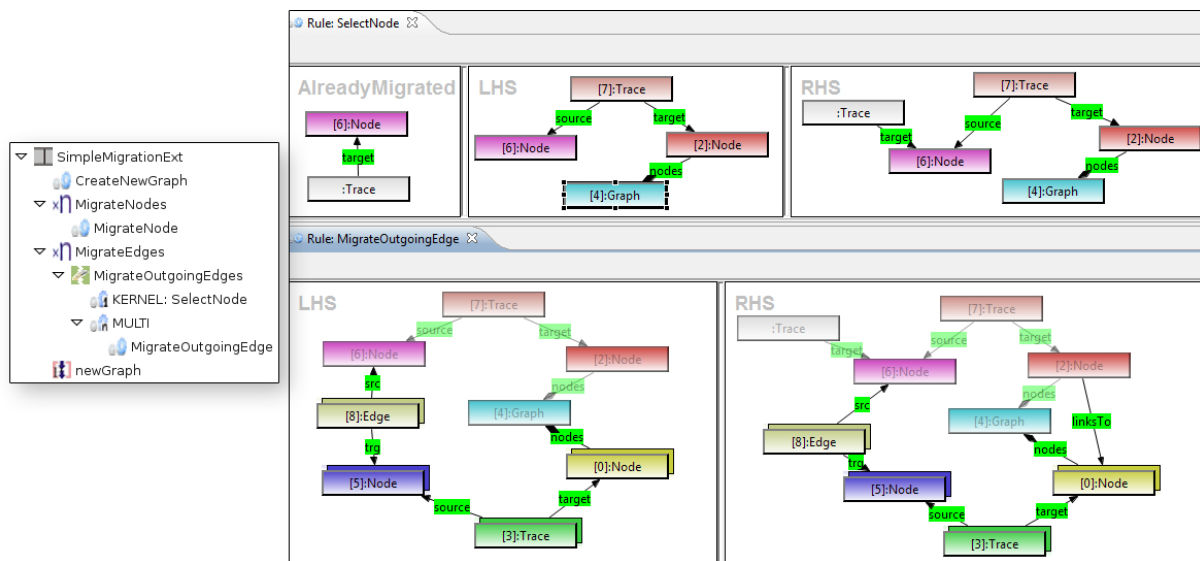 SimpleMigrationExt
CreateNewGraph
MigrateNodes
MigrateNode
MigrateEdges
MigrateOutgoingEdges
KERNEL: SelectNode
MULTI
MigrateOutgoingEdge
newGraph
Rule: SelectNode
AlreadyMigrated
[6]:Node
target
:Trace
LHS
[7]:Trace
source
target
[6]:Node
[2]:Node
nodes
[4]:Graph
RHS
[7]:Trace
:Trace
target
source
target
[6]:Node
[2]:Node
nodes
[4]:Graph
Rule: MigrateOutgoingEdge
LHS
[7]:Trace
source
target
[6]:Node
[2]:Node
src
nodes
[8]:Edge
[4]:Graph
trg
nodes
[5]:Node
[0]:Node
source
target
[3]:Trace
RHS
[7]:Trace
:Trace
target
source
target
[6]:Node
[2]:Node
nodes
src
[4]:Graph
linksTo
[8]:Edge
nodes
trg
[5]:Node
[0]:Node
source
target
[3]:Trace